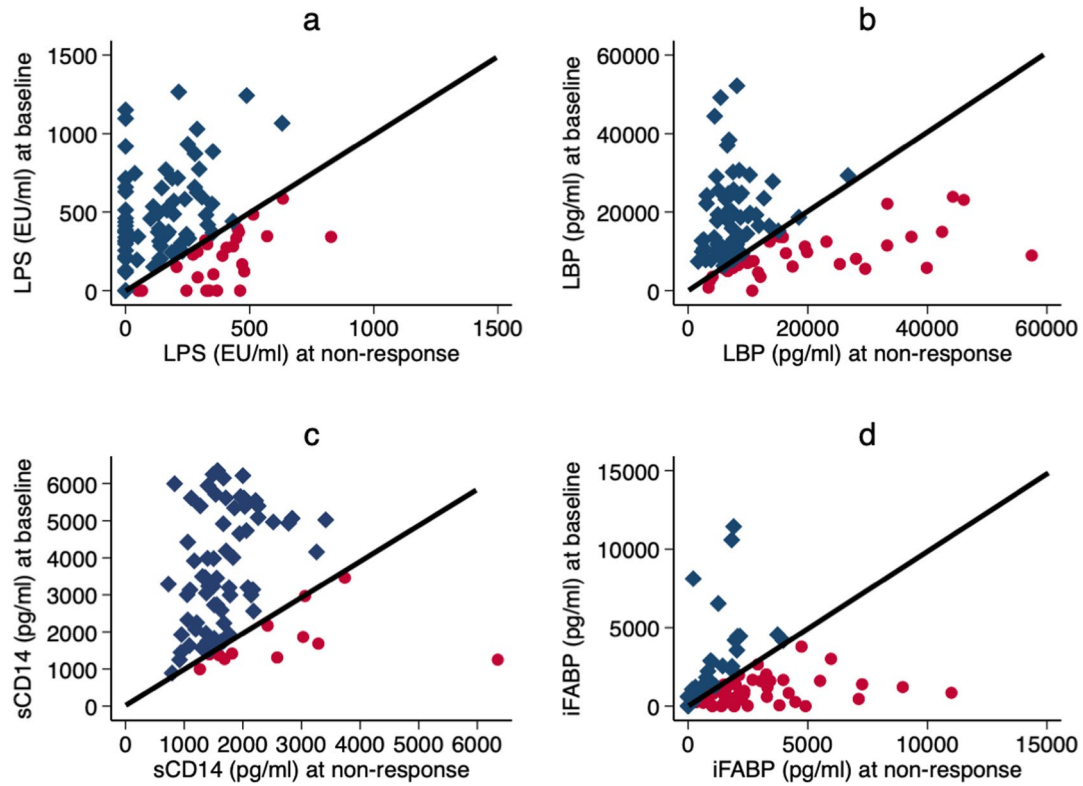 a
1500
1000
500
0
LPS (EU/ml) at baseline
0 500 1000 1500
LPS (EU/ml) at non-response
b
60000
40000
20000
0
LBP (pg/ml) at baseline
0 20000 40000 60000
LBP (pg/ml) at non-response
c
6000
5000
4000
3000
2000
1000
0
sCD14 (pg/ml) at baseline
0 1000 2000 3000 4000 5000 6000
sCD14 (pg/ml) at non-response
d
15000
10000
5000
0
iFABP (pg/ml) at baseline
0 5000 10000 15000
iFABP (pg/ml) at non-response